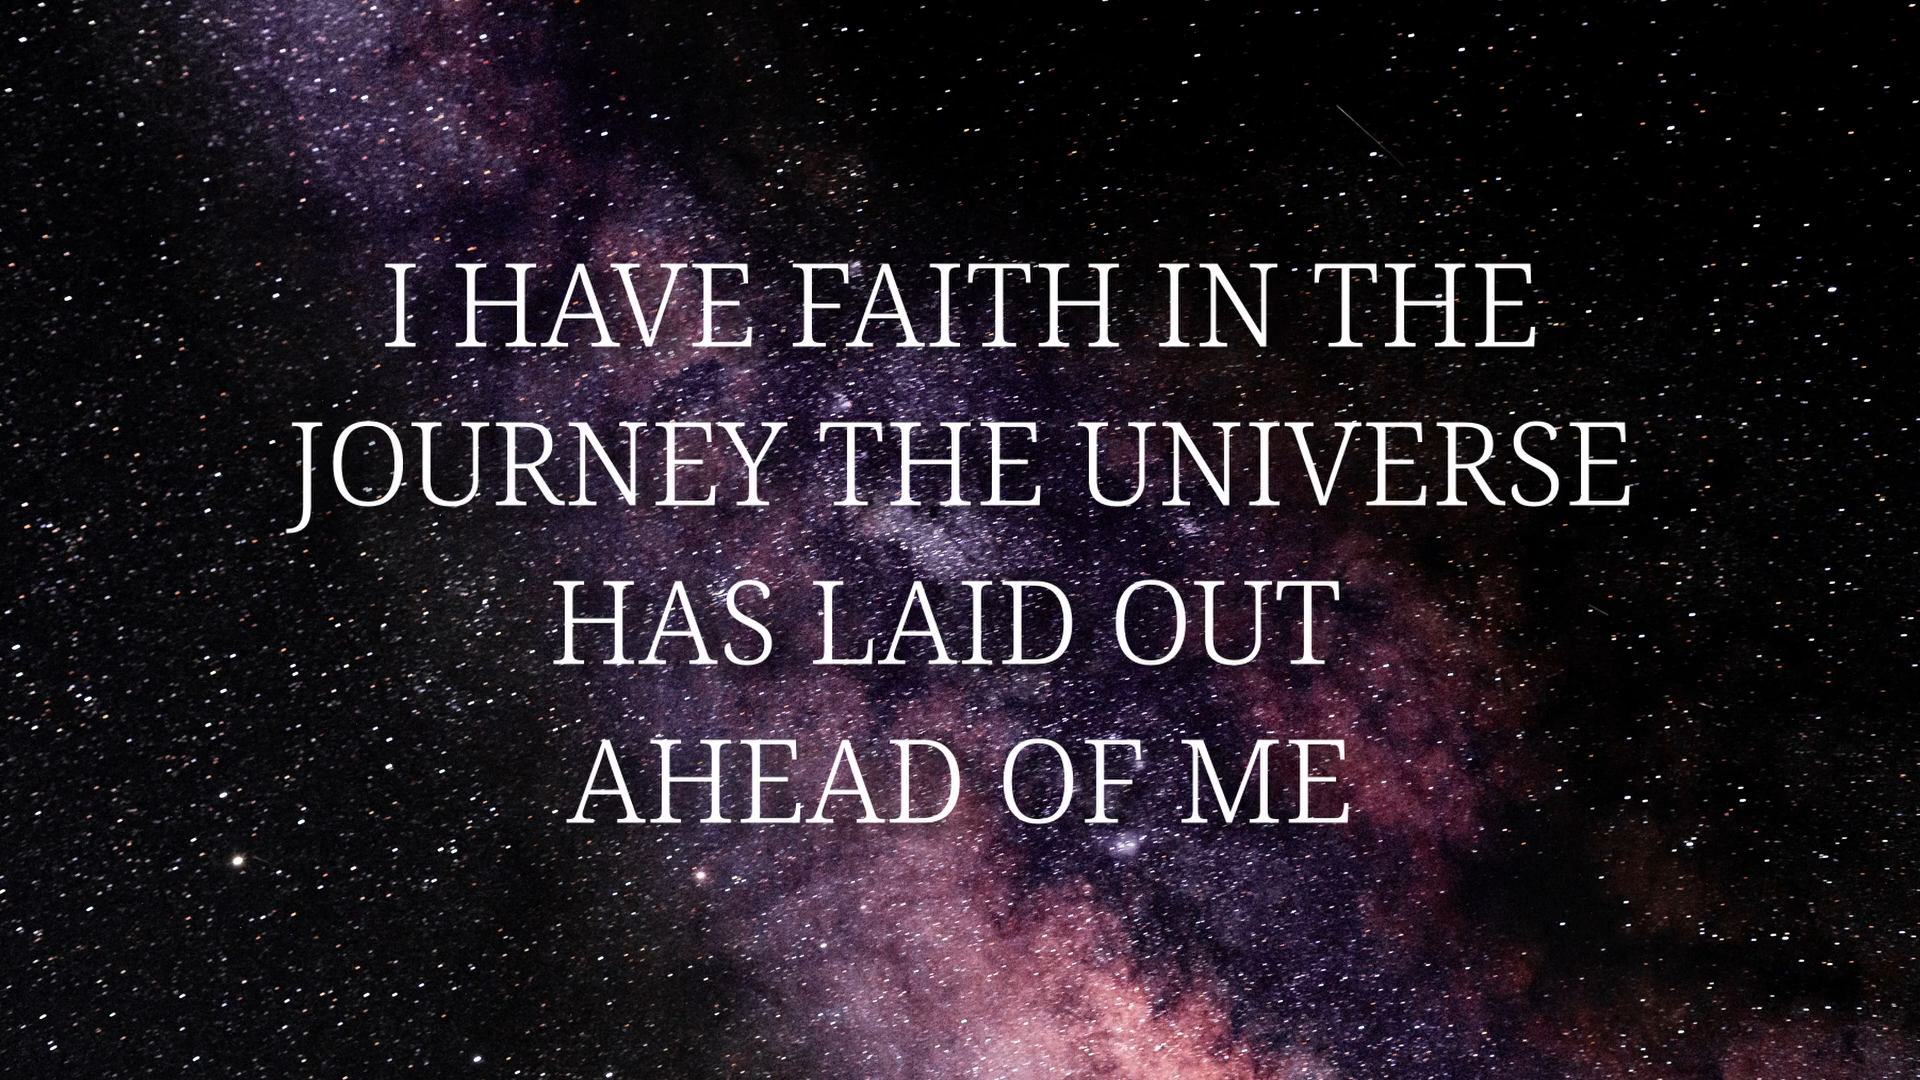 I HAVE FAITH IN THE
JOURNEY THE UNIVERSE
HAS LAID OUT
AHEAD OF ME